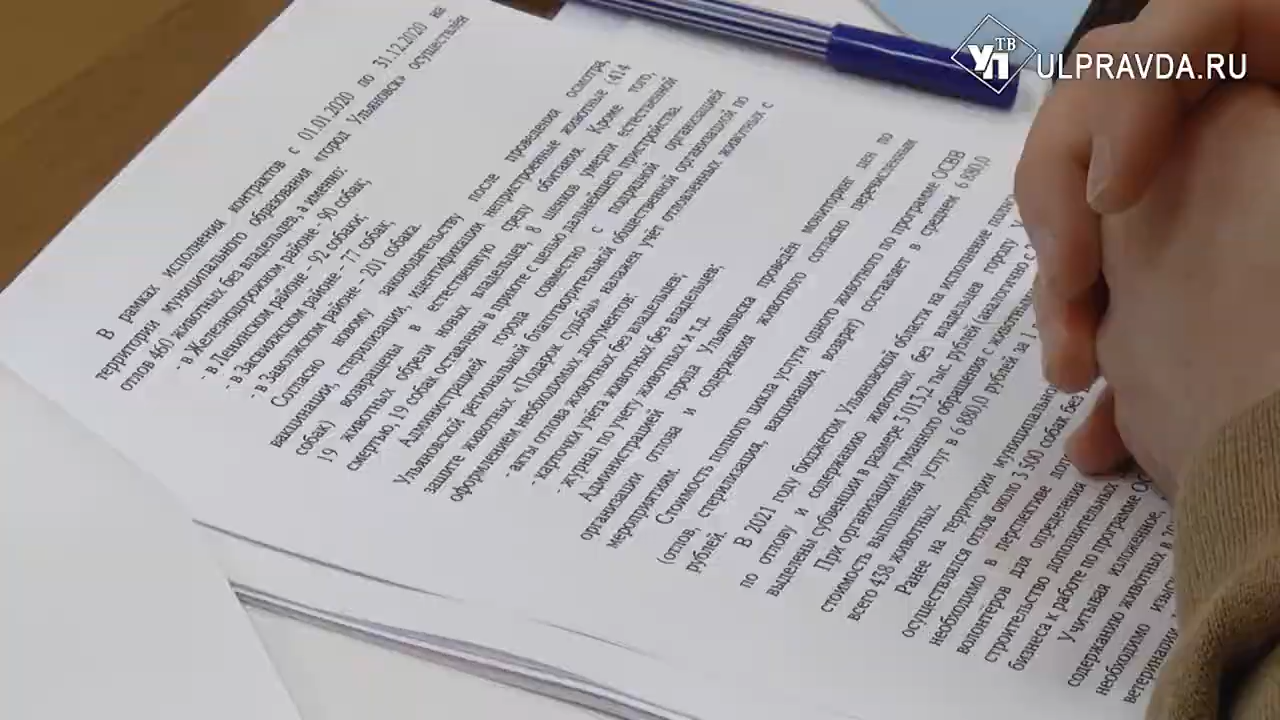 УП ТВ ULPRAVDA.RU
В рамках исполнения контрактов с 01.01.2020 по 31.12.2020 на
территории муниципального образования «город Ульяновск» осуществлен
отлов 460 животных без владельцев, а именно:
- в Железнодорожном районе - 90 собак;
- в Ленинском районе - 92 собаки;
- в Засвияжском районе - 77 собак;
- в Заволжском районе - 201 собака.
Согласно новому законодательству после проведения осмотра,
вакцинации, стерилизации, идентификации непристроенные животные (414
собак) возвращены в естественную среду обитания. Кроме того,
19 животных обрели новых владельцев, 8 щенков умерли естественной
смертью, 19 собак оставлены в приюте с целью дальнейшего пристройства.
Администрацией города совместно с подрядной организацией
Ульяновской региональной благотворительной общественной организацией по
защите животных «Подарок судьбы» налажен учёт отловленных животных с
оформлением необходимых документов:
- акты отлова животных без владельцев;
- карточки учёта животных без владельцев;
- журнал по учету животных и т.д.
Администрацией города Ульяновска проведён мониторинг цен по
организации отлова и содержания животного согласно перечисленным
мероприятиям.
Стоимость полного цикла услуги одного животного по программе ОСВВ
(отлов, стерилизация, вакцинация, возврат) составляет в среднем 6 880,0
рублей.
В 2021 году бюджетом Ульяновской области на исполнение
по отлову и содержанию животных без владельцев городу
выделены субвенции в размере 3 013,2 тыс. рублей (аналогично с
При организации гуманного обращения с
стоимость выполнения услуг в 6 880,0 рублей за 1
всего 438 животных.
Ранее на территории
осуществлялся отлов около 3 500 собак без
необходимо в перспективе
волонтеров для определения
строительство дополнительных
бизнеса к работе по программе
Учитывая изложенное,
содержанию животных в
необходимо
ветеринарии